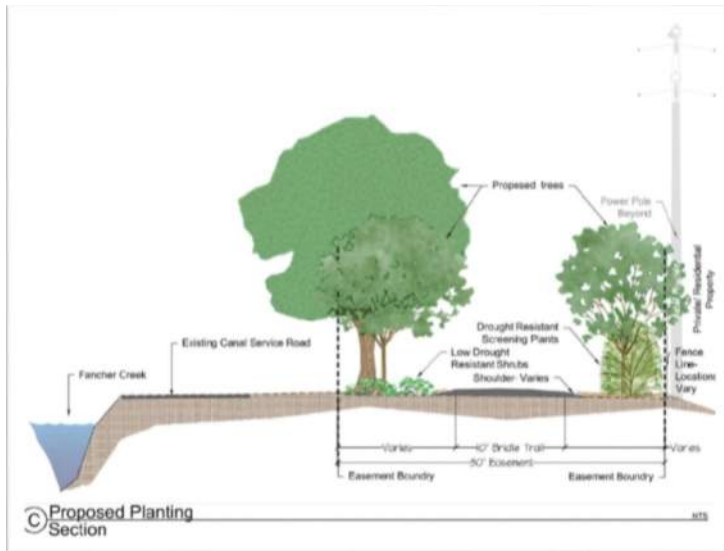 Proposed trees
Power Pole
Beyond
Private Residential
Property
Drought Resistant
Screening Plants
Existing Canal Service Road
Low Drought
Resistant Shrubs
Shoulder Varies
Fence
Line-
Locations
Vary
Fancher Creek
Varies
10' Bridle Trail
Varies
50' Easement
Easement Boundry
Easement Boundry
C
Proposed Planting
Section
NTS